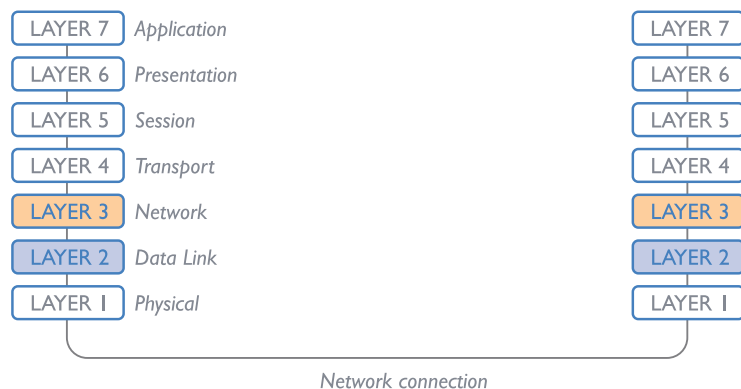 LAYER 7 Application LAYER 7
LAYER 6 Presentation LAYER 6
LAYER 5 Session LAYER 5
LAYER 4 Transport LAYER 4
LAYER 3 Network LAYER 3
LAYER 2 Data Link LAYER 2
LAYER 1 Physical LAYER 1
Network connection